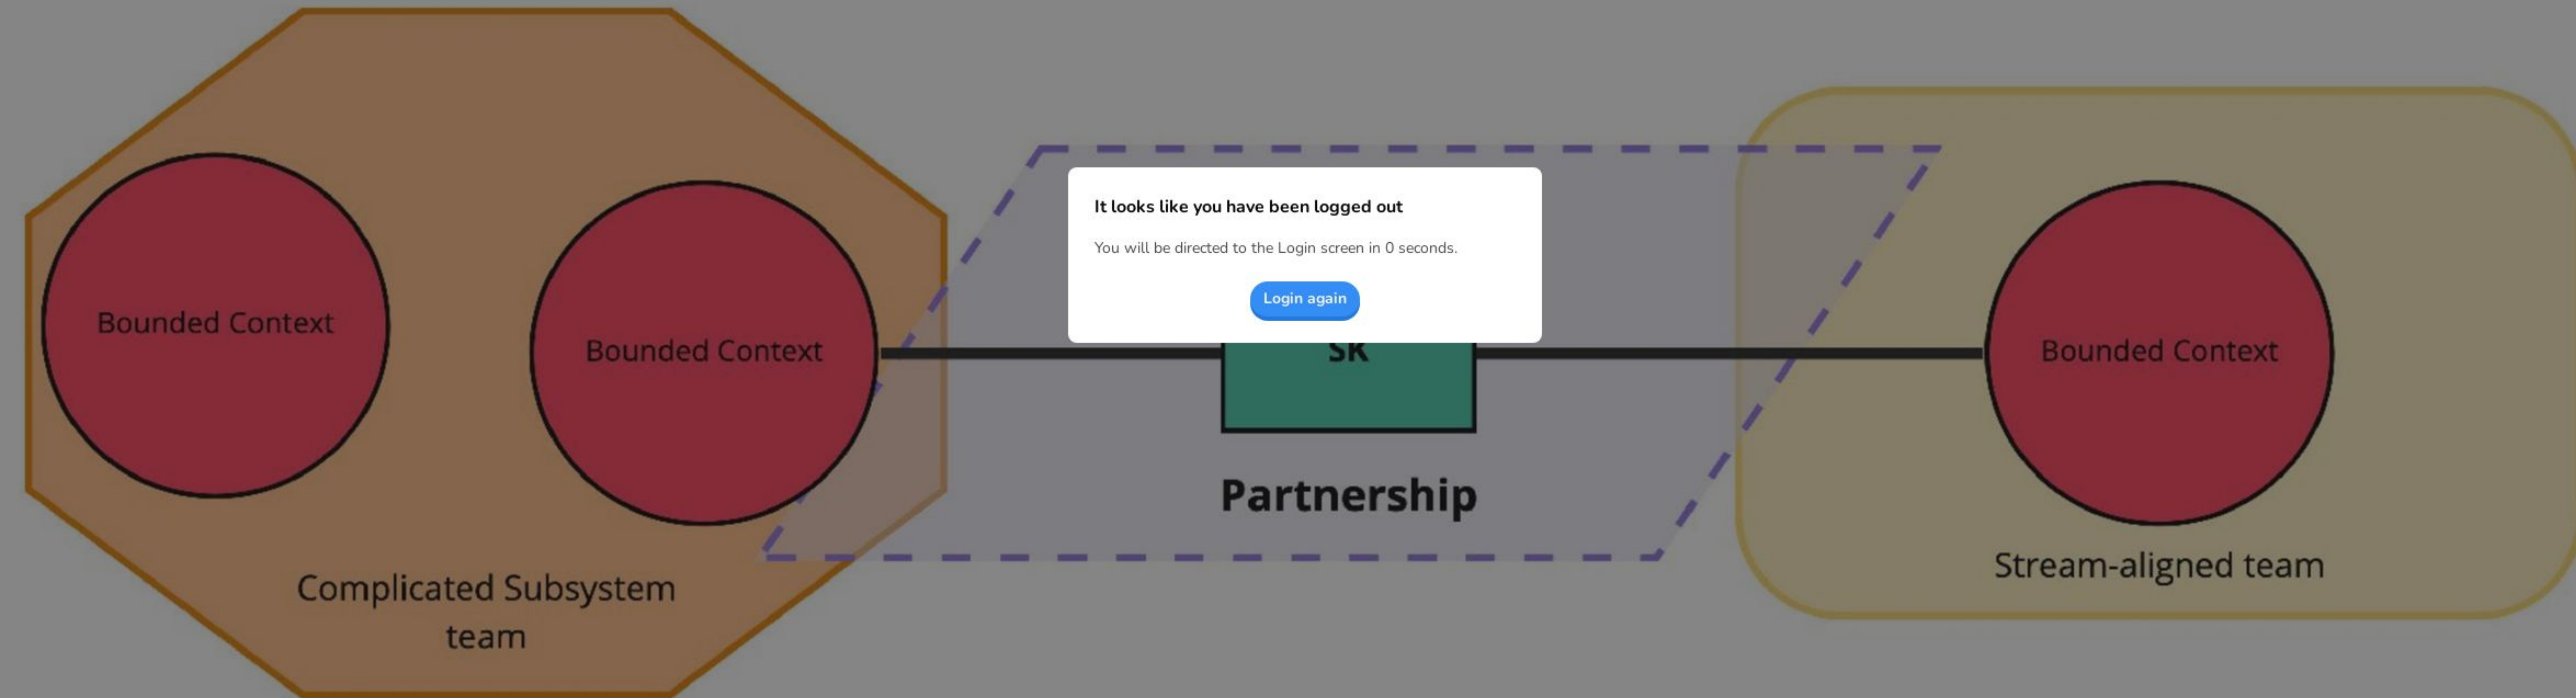 It looks like you have been logged out
You will be directed to the Login screen in 0 seconds.
Login again
Bounded Context
Bounded Context
SK
Bounded Context
Partnership
Complicated Subsystem
team
Stream-aligned team